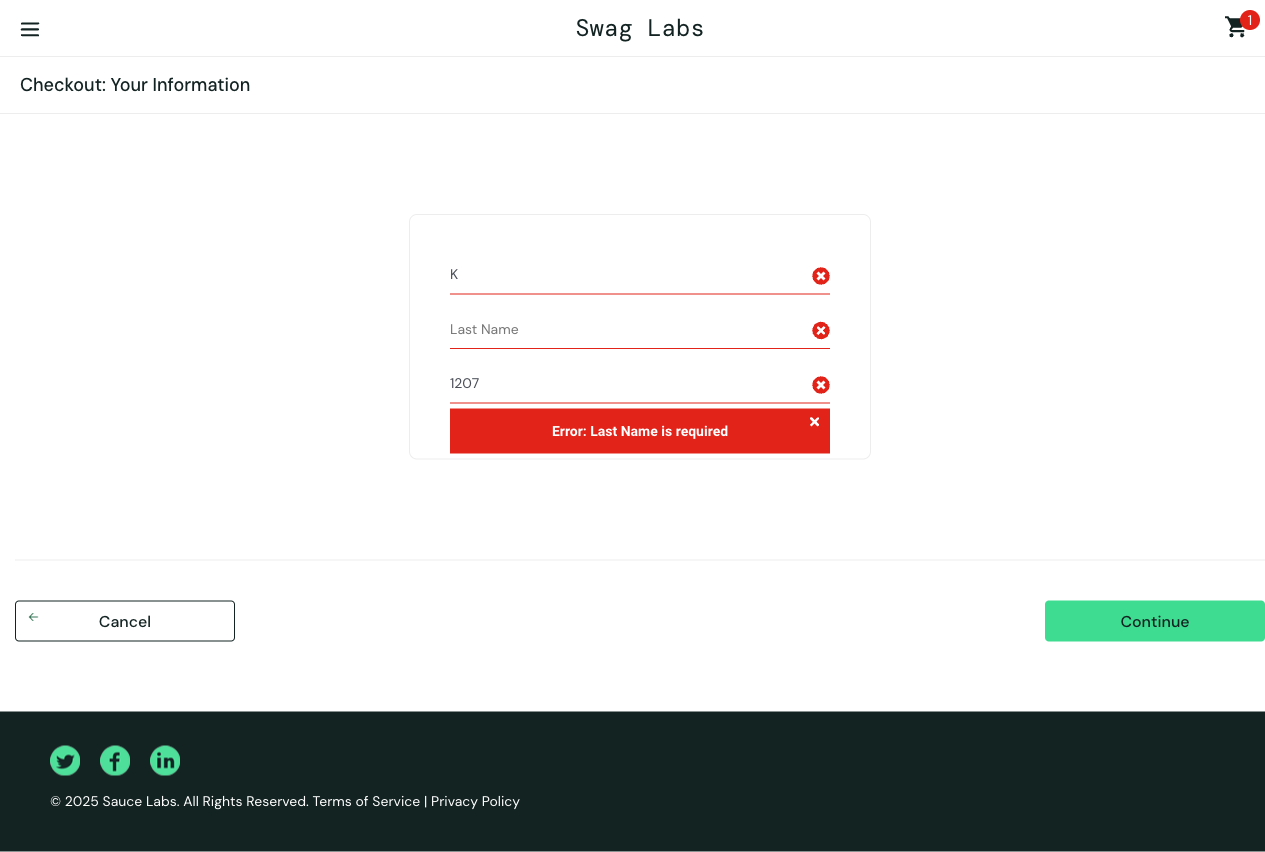 Swag Labs
1
Checkout: Your Information
K
Last Name
1207
Error: Last Name is required
Cancel
Continue
© 2025 Sauce Labs. All Rights Reserved. Terms of Service | Privacy Policy